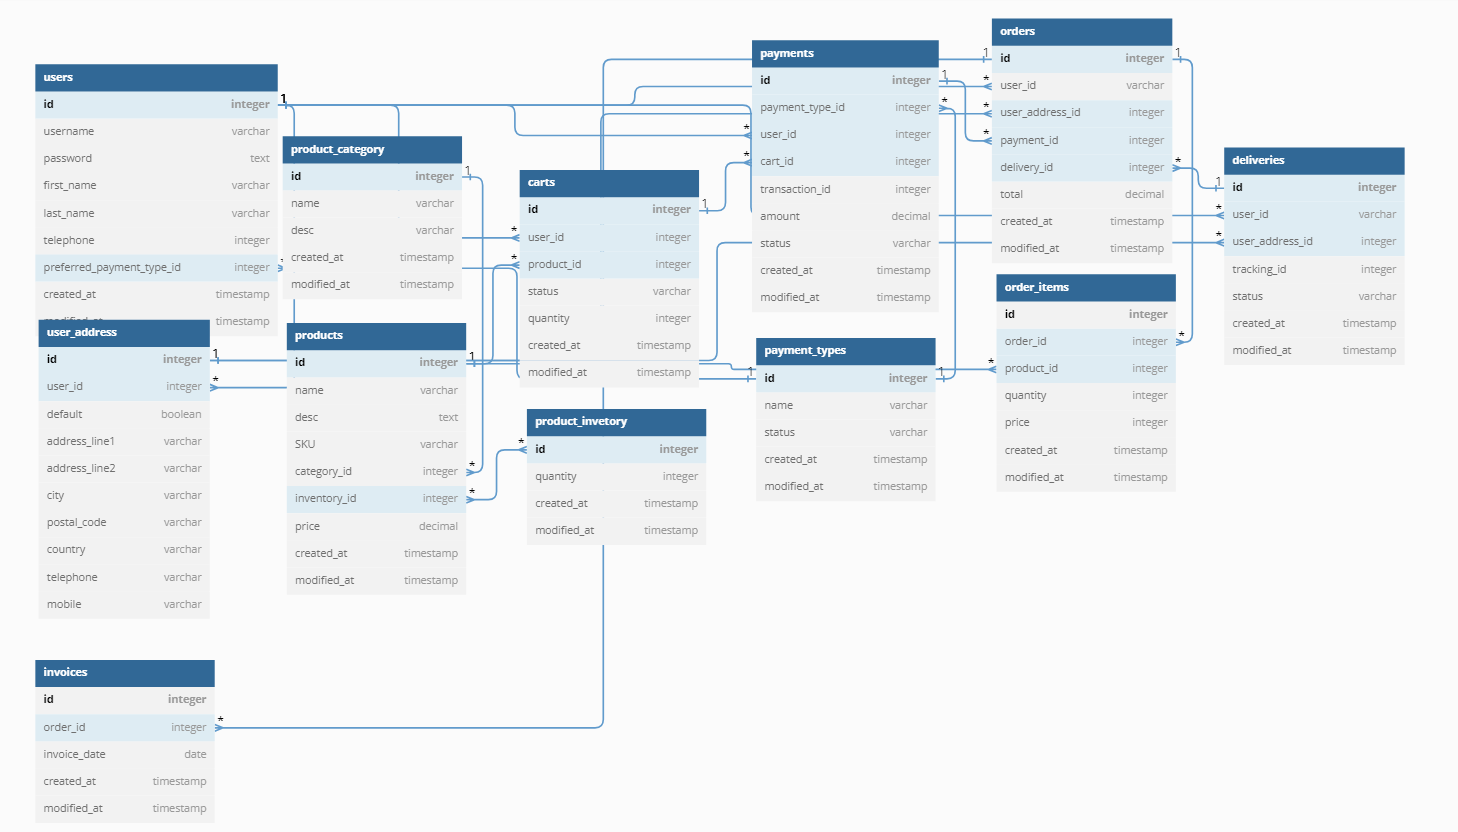 users
id integer
username varchar
password text
first_name varchar
last_name varchar
telephone integer
preferred_payment_type_id integer
created_at timestamp
modified_at timestamp
user_address
id integer
user_id integer
default boolean
address_line1 varchar
address_line2 varchar
city varchar
postal_code varchar
country varchar
telephone varchar
mobile varchar
invoices
id integer
order_id integer
invoice_date date
created_at timestamp
modified_at timestamp
product_category
id integer
name varchar
desc varchar
created_at timestamp
modified_at timestamp
products
id integer
name varchar
desc text
SKU varchar
category_id integer
inventory_id integer
price decimal
created_at timestamp
modified_at timestamp
carts
id integer
user_id integer
product_id integer
status varchar
quantity integer
created_at timestamp
modified_at timestamp
product_invetory
id integer
quantity integer
created_at timestamp
modified_at timestamp
payments
id integer
payment_type_id integer
user_id integer
cart_id integer
transaction_id integer
amount decimal
status varchar
created_at timestamp
modified_at timestamp
payment_types
id integer
name varchar
status varchar
created_at timestamp
modified_at timestamp
orders
id integer
user_id varchar
user_address_id integer
payment_id integer
delivery_id integer
total decimal
created_at timestamp
modified_at timestamp
order_items
id integer
order_id integer
product_id integer
quantity integer
price integer
created_at timestamp
modified_at timestamp
deliveries
id integer
user_id varchar
user_address_id integer
tracking_id integer
status varchar
created_at timestamp
modified_at timestamp